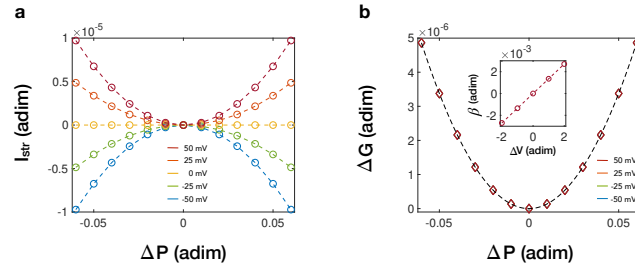 a
×10⁻⁵
1
0.5
0
-0.5
-1
I_str (adim)
50 mV
25 mV
0 mV
-25 mV
-50 mV
-0.05
0
0.05
ΔP (adim)
b
×10⁻⁶
6
5
4
3
2
1
0
ΔG (adim)
×10⁻³
2
0
-2
β (adim)
-2
0
2
ΔV (adim)
50 mV
25 mV
-25 mV
-50 mV
-0.05
0
0.05
ΔP (adim)